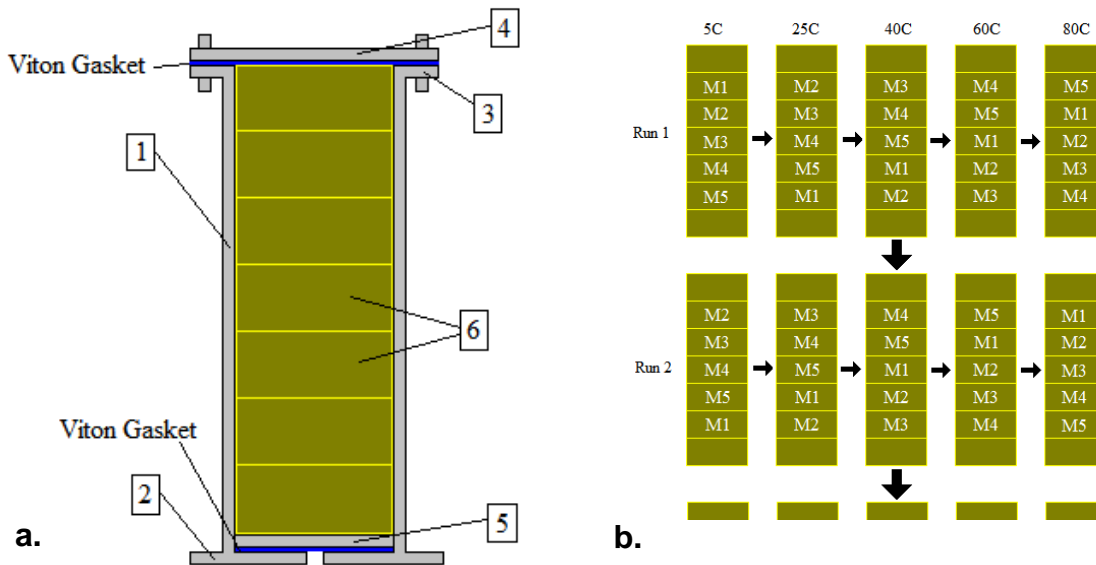 4
Viton Gasket
3
1
6
Viton Gasket
2
5
a.
5C 25C 40C 60C 80C
M1 M2 M3 M4 M5
M2 M3 M4 M5 M1
Run 1 M3 M4 M5 M1 M2
M4 M5 M1 M2 M3
M5 M1 M2 M3 M4
M2 M3 M4 M5 M1
M3 M4 M5 M1 M2
Run 2 M4 M5 M1 M2 M3
M5 M1 M2 M3 M4
M1 M2 M3 M4 M5
b.